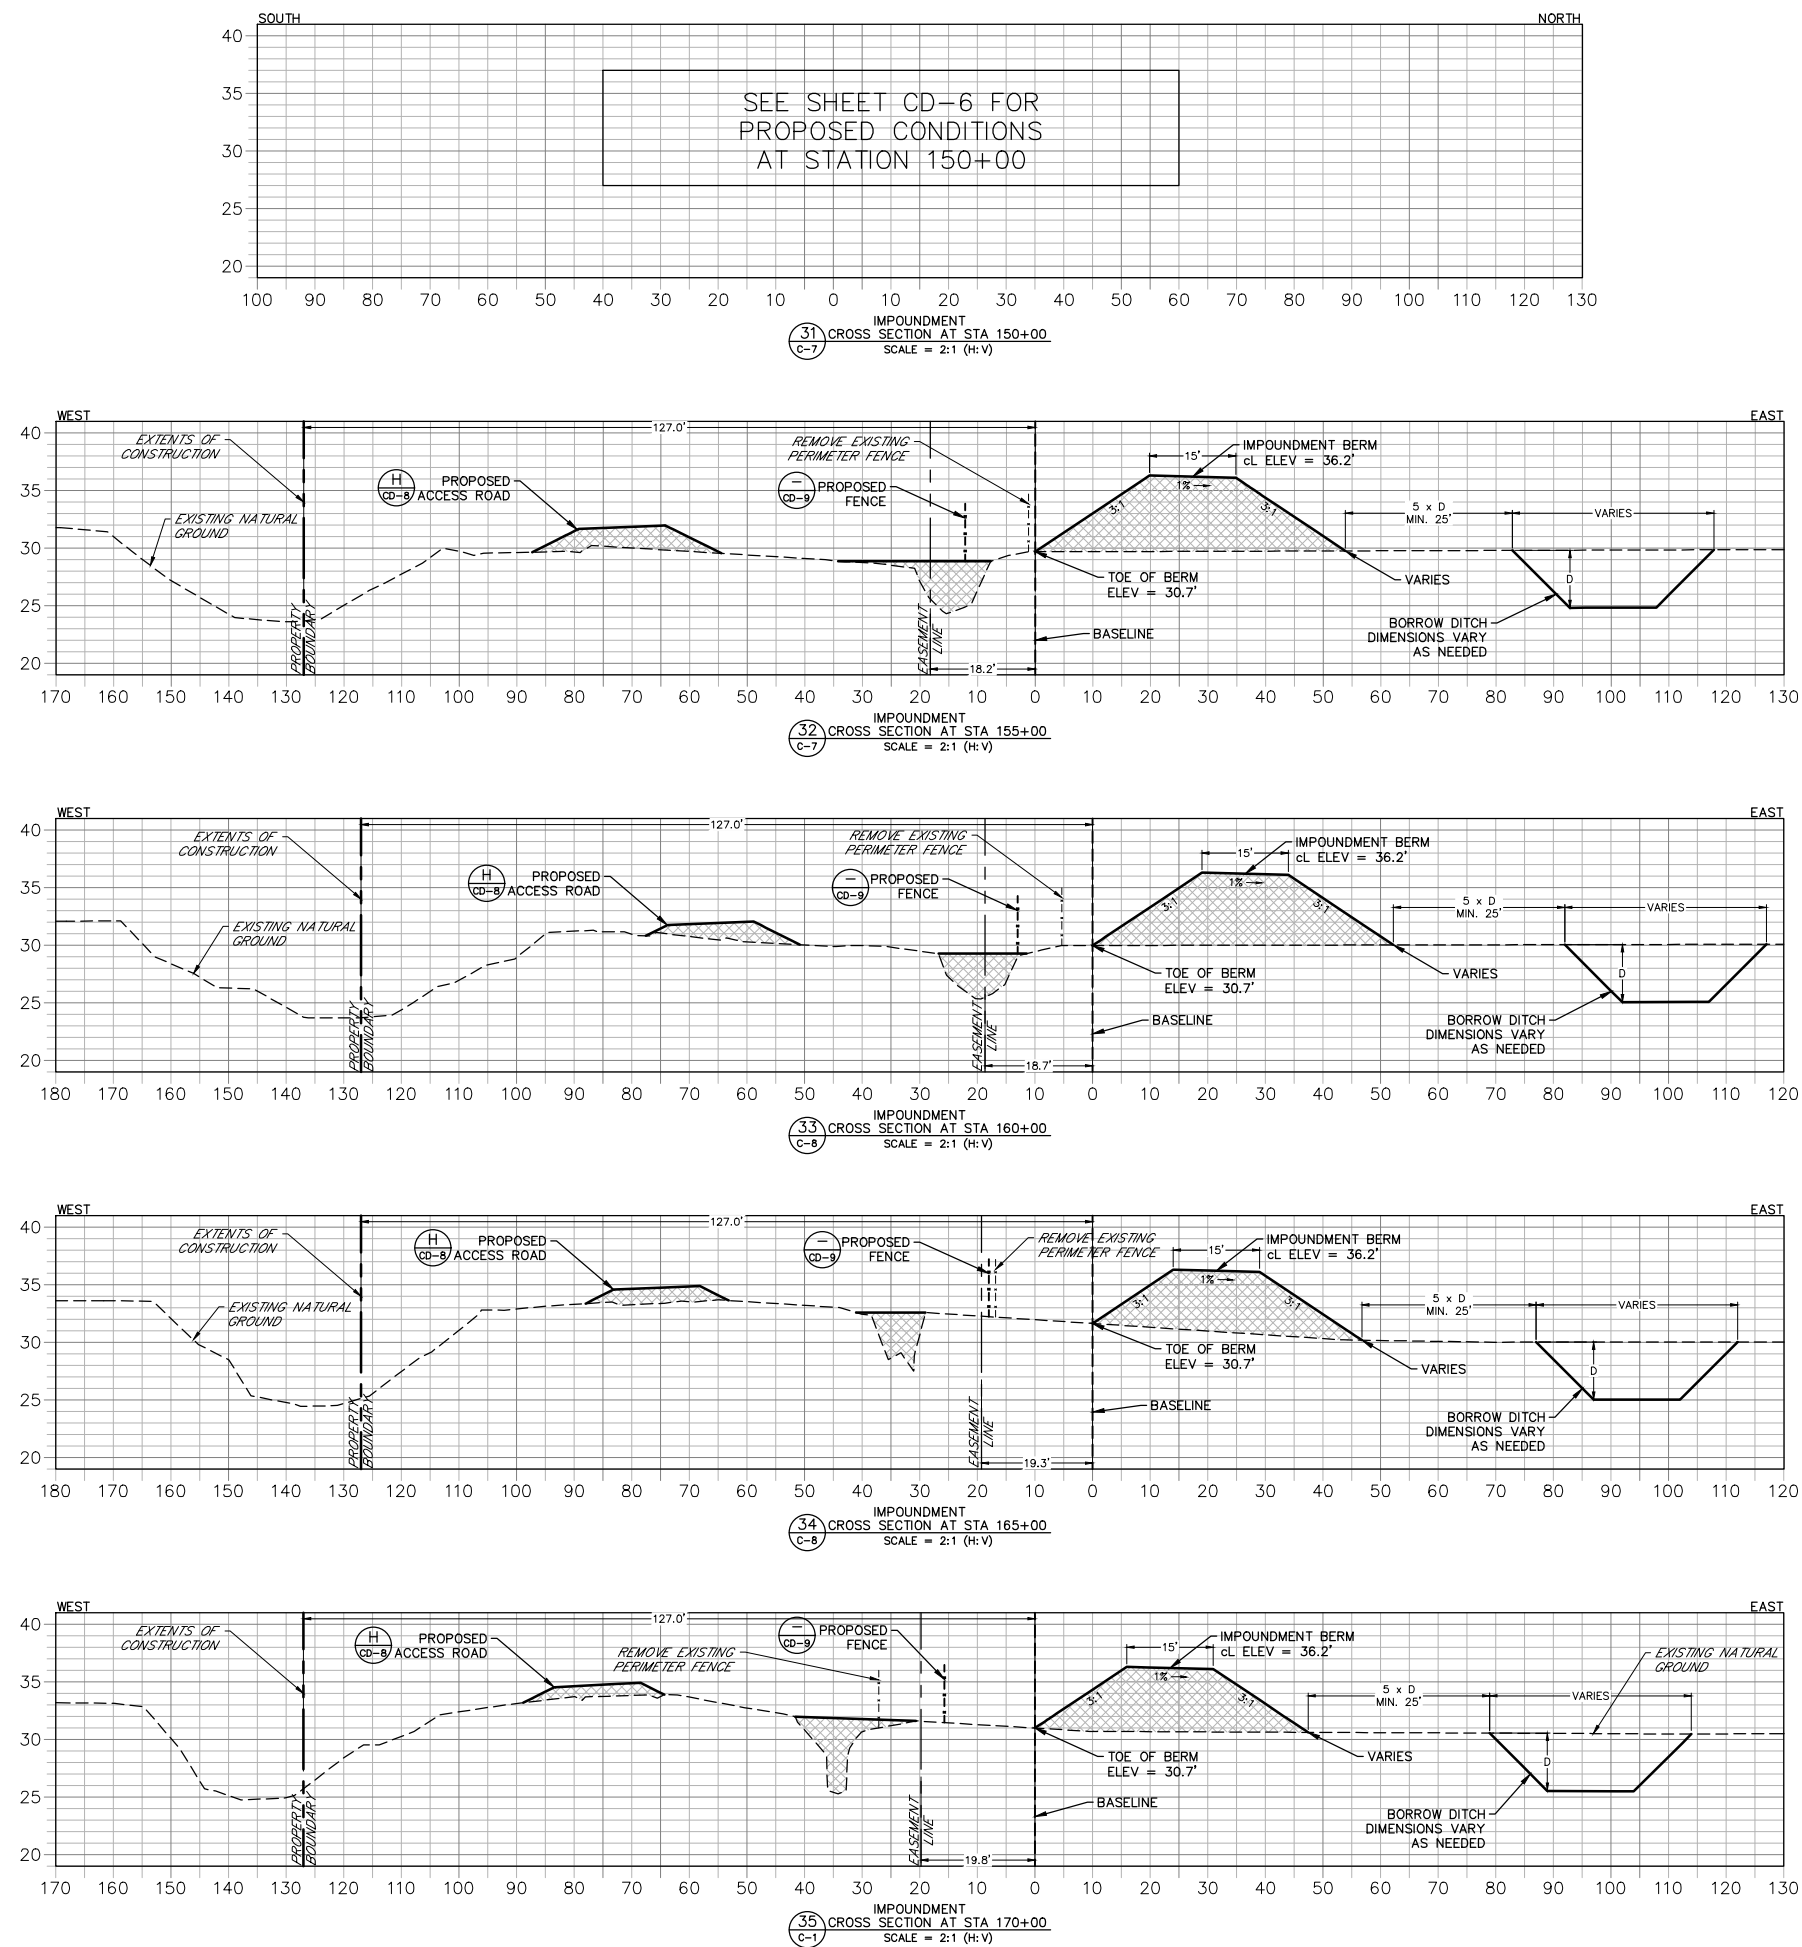 SOUTH NORTH
40
35
30
25
20
SEE SHEET CD-6 FOR
PROPOSED CONDITIONS
AT STATION 150+00
100 90 80 70 60 50 40 30 20 10 0 10 20 30 40 50 60 70 80 90 100 110 120 130
31
C-7
IMPOUNDMENT
CROSS SECTION AT STA 150+00
SCALE = 2:1 (H:V)
WEST EAST
40
35
30
25
20
EXTENTS OF
CONSTRUCTION
EXISTING NATURAL
GROUND
PROPERTY
BOUNDARY
127.0'
H
CD-8
PROPOSED
ACCESS ROAD
REMOVE EXISTING
PERIMETER FENCE
-
CD-9
PROPOSED
FENCE
EASEMENT
LINE
18.2'
15'
IMPOUNDMENT BERM
cL ELEV = 36.2'
1%
3:1
3:1
TOE OF BERM
ELEV = 30.7'
BASELINE
VARIES
5 x D
MIN. 25'
VARIES
D
BORROW DITCH
DIMENSIONS VARY
AS NEEDED
170 160 150 140 130 120 110 100 90 80 70 60 50 40 30 20 10 0 10 20 30 40 50 60 70 80 90 100 110 120 130
32
C-7
IMPOUNDMENT
CROSS SECTION AT STA 155+00
SCALE = 2:1 (H:V)
WEST EAST
40
35
30
25
20
EXTENTS OF
CONSTRUCTION
EXISTING NATURAL
GROUND
PROPERTY
BOUNDARY
127.0'
H
CD-8
PROPOSED
ACCESS ROAD
REMOVE EXISTING
PERIMETER FENCE
-
CD-9
PROPOSED
FENCE
EASEMENT
LINE
18.7'
15'
IMPOUNDMENT BERM
cL ELEV = 36.2'
1%
3:1
3:1
TOE OF BERM
ELEV = 30.7'
BASELINE
VARIES
5 x D
MIN. 25'
VARIES
D
BORROW DITCH
DIMENSIONS VARY
AS NEEDED
180 170 160 150 140 130 120 110 100 90 80 70 60 50 40 30 20 10 0 10 20 30 40 50 60 70 80 90 100 110 120
33
C-8
IMPOUNDMENT
CROSS SECTION AT STA 160+00
SCALE = 2:1 (H:V)
WEST EAST
40
35
30
25
20
EXTENTS OF
CONSTRUCTION
EXISTING NATURAL
GROUND
PROPERTY
BOUNDARY
127.0'
H
CD-8
PROPOSED
ACCESS ROAD
-
CD-9
PROPOSED
FENCE
REMOVE EXISTING
PERIMETER FENCE
EASEMENT
LINE
19.3'
15'
IMPOUNDMENT BERM
cL ELEV = 36.2'
1%
3:1
3:1
TOE OF BERM
ELEV = 30.7'
BASELINE
VARIES
5 x D
MIN. 25'
VARIES
D
BORROW DITCH
DIMENSIONS VARY
AS NEEDED
180 170 160 150 140 130 120 110 100 90 80 70 60 50 40 30 20 10 0 10 20 30 40 50 60 70 80 90 100 110 120
34
C-8
IMPOUNDMENT
CROSS SECTION AT STA 165+00
SCALE = 2:1 (H:V)
WEST EAST
40
35
30
25
20
EXTENTS OF
CONSTRUCTION
PROPERTY
BOUNDARY
127.0'
H
CD-8
PROPOSED
ACCESS ROAD
REMOVE EXISTING
PERIMETER FENCE
-
CD-9
PROPOSED
FENCE
EASEMENT
LINE
19.8'
15'
IMPOUNDMENT BERM
cL ELEV = 36.2'
1%
3:1
3:1
TOE OF BERM
ELEV = 30.7'
BASELINE
VARIES
5 x D
MIN. 25'
VARIES
EXISTING NATURAL
GROUND
D
BORROW DITCH
DIMENSIONS VARY
AS NEEDED
170 160 150 140 130 120 110 100 90 80 70 60 50 40 30 20 10 0 10 20 30 40 50 60 70 80 90 100 110 120 130
35
C-1
IMPOUNDMENT
CROSS SECTION AT STA 170+00
SCALE = 2:1 (H:V)